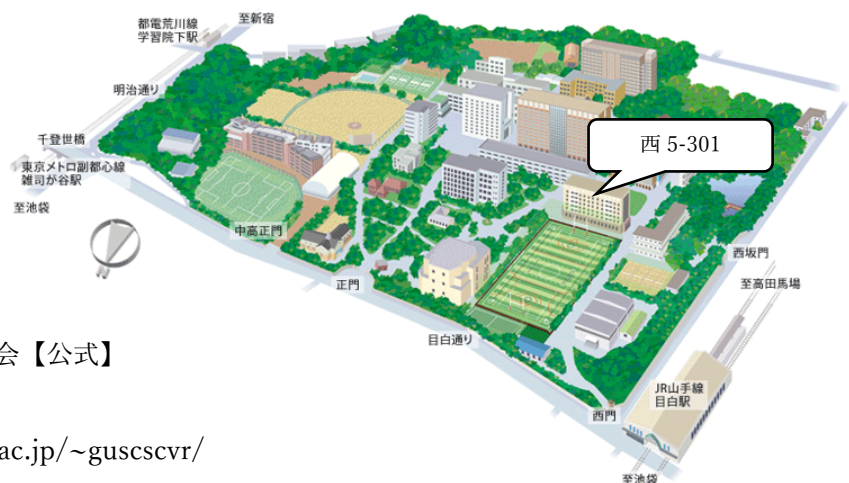 都電荒川線
学習院下駅
至新宿
明治通り
千登世橋
東京メトロ副都心線
雑司が谷駅
至池袋
西 5-301
中高正門
正門
目白通り
西坂門
至高田馬場
JR山手線
目白駅
西門
至池袋
会【公式】
ac.jp/~guscscvr/